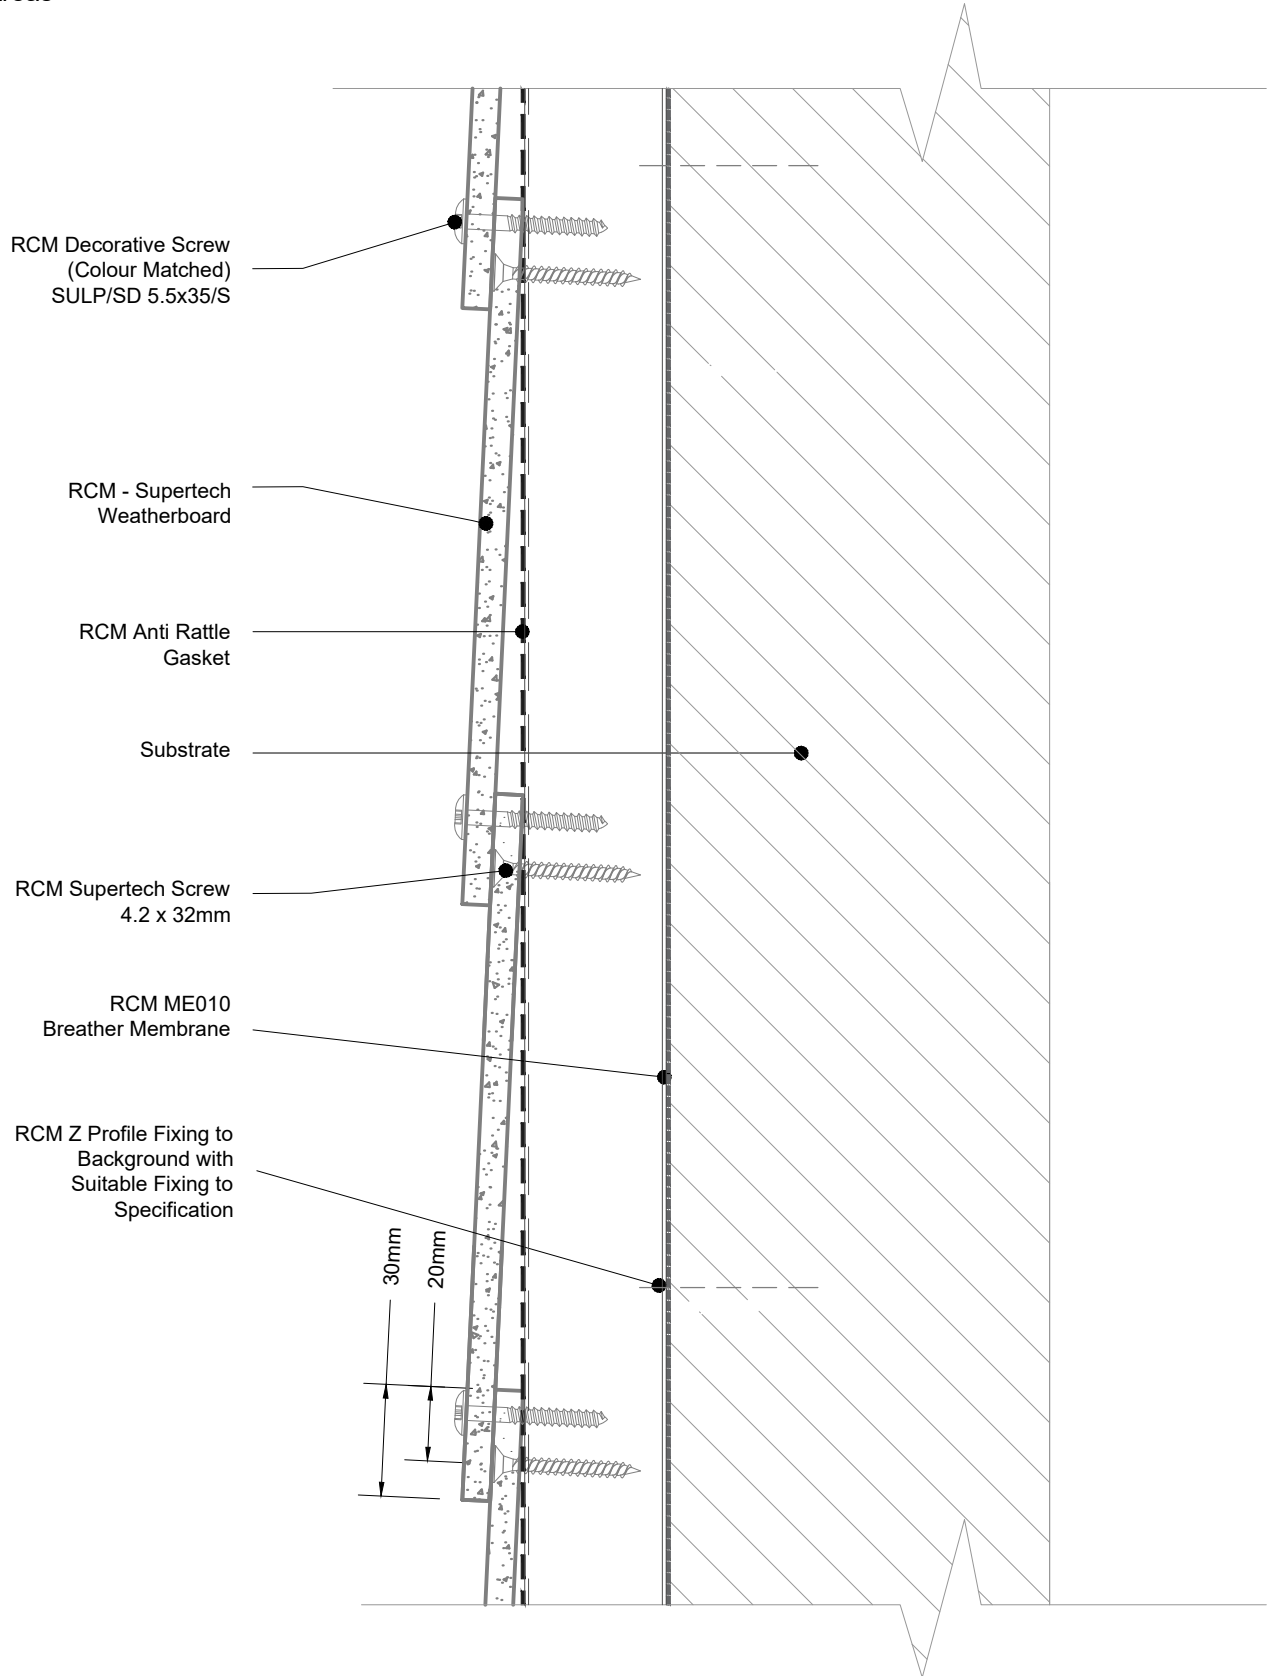 RCM Decorative Screw
(Colour Matched)
SULP/SD 5.5x35/S
RCM - Supertech
Weatherboard
RCM Anti Rattle
Gasket
Substrate
RCM Supertech Screw
4.2 x 32mm
RCM ME010
Breather Membrane
RCM Z Profile Fixing to
Background with
Suitable Fixing to
Specification
30mm
20mm